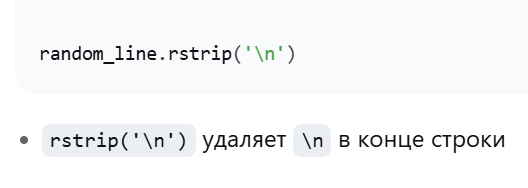 random_line.rstrip('\n')
rstrip('\n') удаляет \n в конце строки